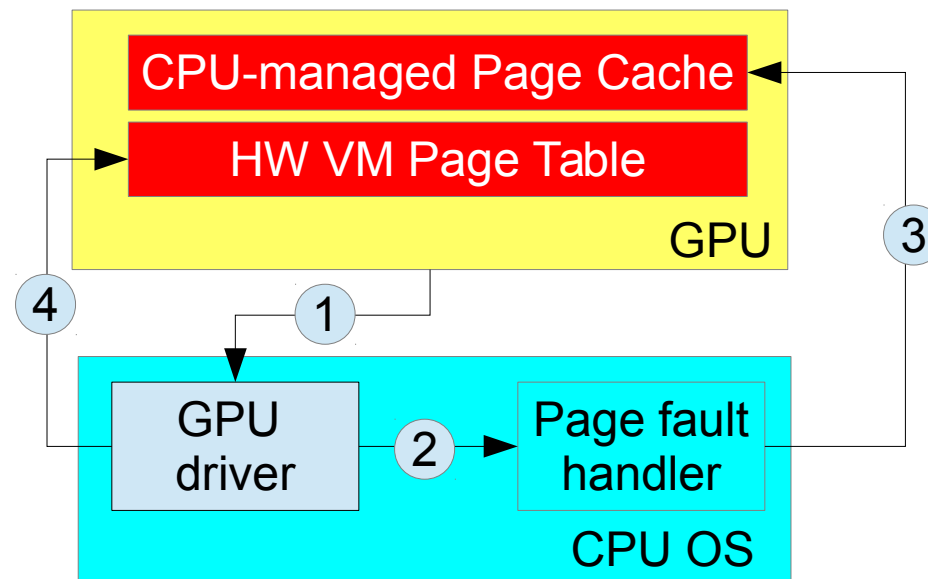 CPU-managed Page Cache
HW VM Page Table
GPU
3
4
1
GPU
driver
2
Page fault
handler
CPU OS